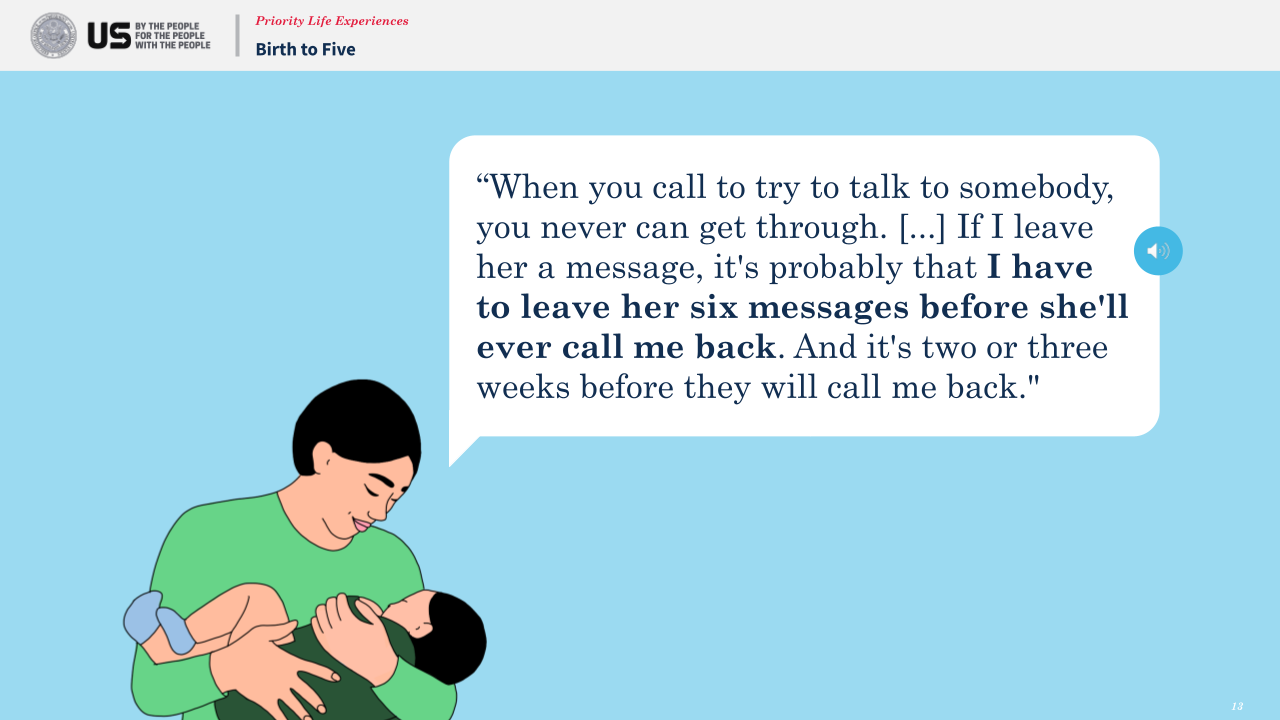 US
BY THE PEOPLE
FOR THE PEOPLE
WITH THE PEOPLE
Priority Life Experiences
Birth to Five
“When you call to try to talk to somebody,
you never can get through. [...] If I leave
her a message, it's probably that I have
to leave her six messages before she'll
ever call me back. And it's two or three
weeks before they will call me back."
13